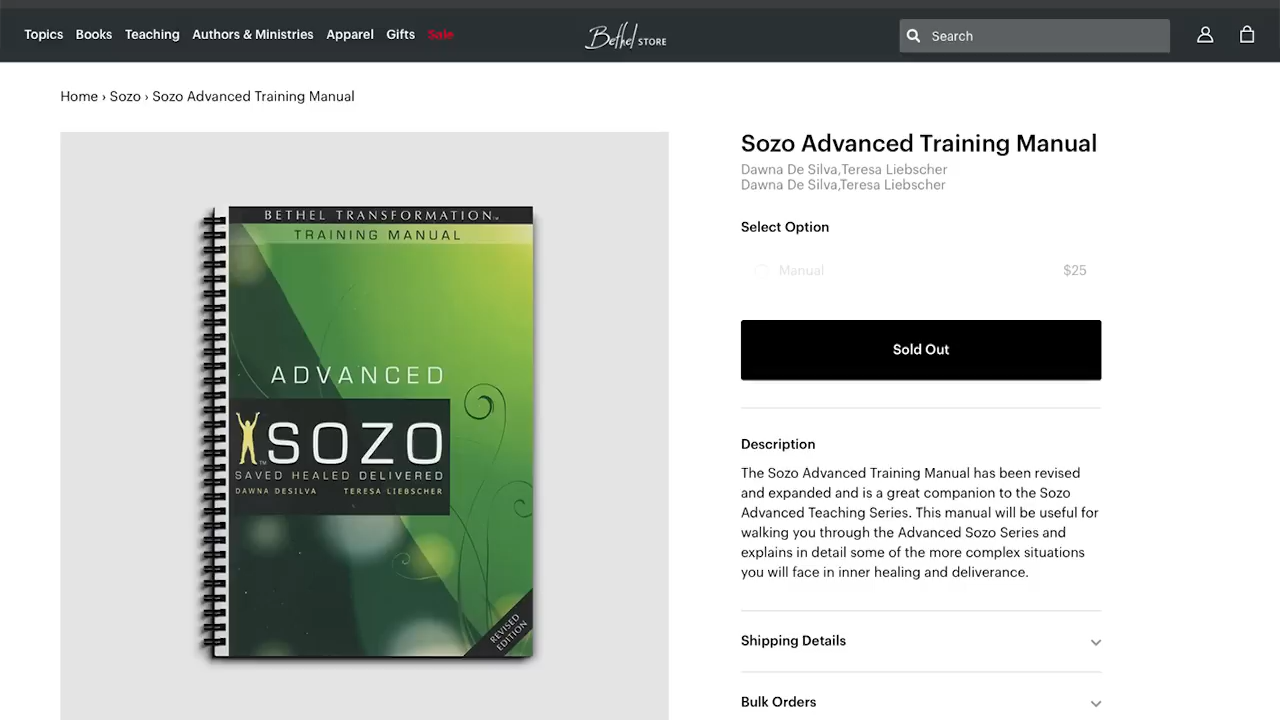 Topics Books Teaching Authors & Ministries Apparel Gifts Sale
Bethel STORE
Search
Home › Sozo › Sozo Advanced Training Manual
BETHEL TRANSFORMATION™
TRAINING MANUAL
ADVANCED
SOZO™
SAVED HEALED DELIVERED
DAWNA DESILVA TERESA LIEBSCHER
REVISED
EDITION
Sozo Advanced Training Manual
Dawna De Silva,Teresa Liebscher
Dawna De Silva,Teresa Liebscher
Select Option
Manual $25
Sold Out
Description
The Sozo Advanced Training Manual has been revised
and expanded and is a great companion to the Sozo
Advanced Teaching Series. This manual will be useful for
walking you through the Advanced Sozo Series and
explains in detail some of the more complex situations
you will face in inner healing and deliverance.
Shipping Details
Bulk Orders